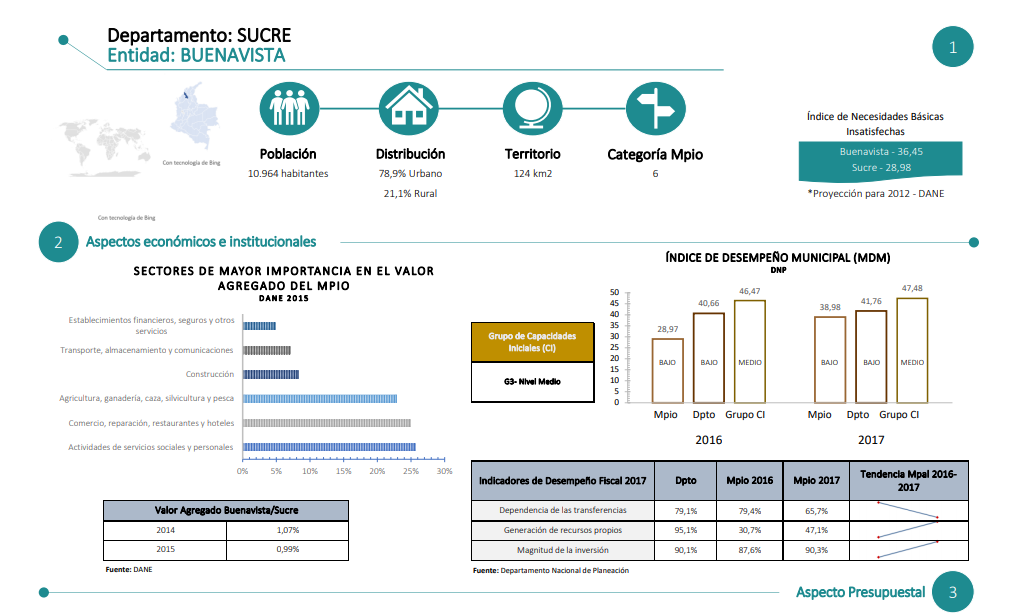 Departamento: SUCRE
Entidad: BUENAVISTA
1
Con tecnología de Bing
Con tecnología de Bing
Población
10.964 habitantes
Distribución
78,9% Urbano
21,1% Rural
Territorio
124 km2
Categoría Mpio
6
Índice de Necesidades Básicas
Insatisfechas
Buenavista - 36,45
Sucre - 28,98
*Proyección para 2012 - DANE
2
Aspectos económicos e institucionales
SECTORES DE MAYOR IMPORTANCIA EN EL VALOR
AGREGADO DEL MPIO
DANE 2015
Establecimientos financieros, seguros y otros
servicios
Transporte, almacenamiento y comunicaciones
Construcción
Agricultura, ganadería, caza, silvicultura y pesca
Comercio, reparación, restaurantes y hoteles
Actividades de servicios sociales y personales
0% 5% 10% 15% 20% 25% 30%
Valor Agregado Buenavista/Sucre
2014 1,07%
2015 0,99%
Fuente: DANE
Grupo de Capacidades
Iniciales (CI)
G3- Nivel Medio
ÍNDICE DE DESEMPEÑO MUNICIPAL (MDM)
DNP
50
45
40
35
30
25
20
15
10
5
0
28,97 40,66 46,47 38,98 41,76 47,48
BAJO BAJO MEDIO BAJO BAJO MEDIO
Mpio Dpto Grupo CI Mpio Dpto Grupo CI
2016 2017
Indicadores de Desempeño Fiscal 2017 Dpto Mpio 2016 Mpio 2017 Tendencia Mpal 2016-
2017
Dependencia de las transferencias 79,1% 79,4% 65,7%
Generación de recursos propios 95,1% 30,7% 47,1%
Magnitud de la inversión 90,1% 87,6% 90,3%
Fuente: Departamento Nacional de Planeación
Aspecto Presupuestal 3